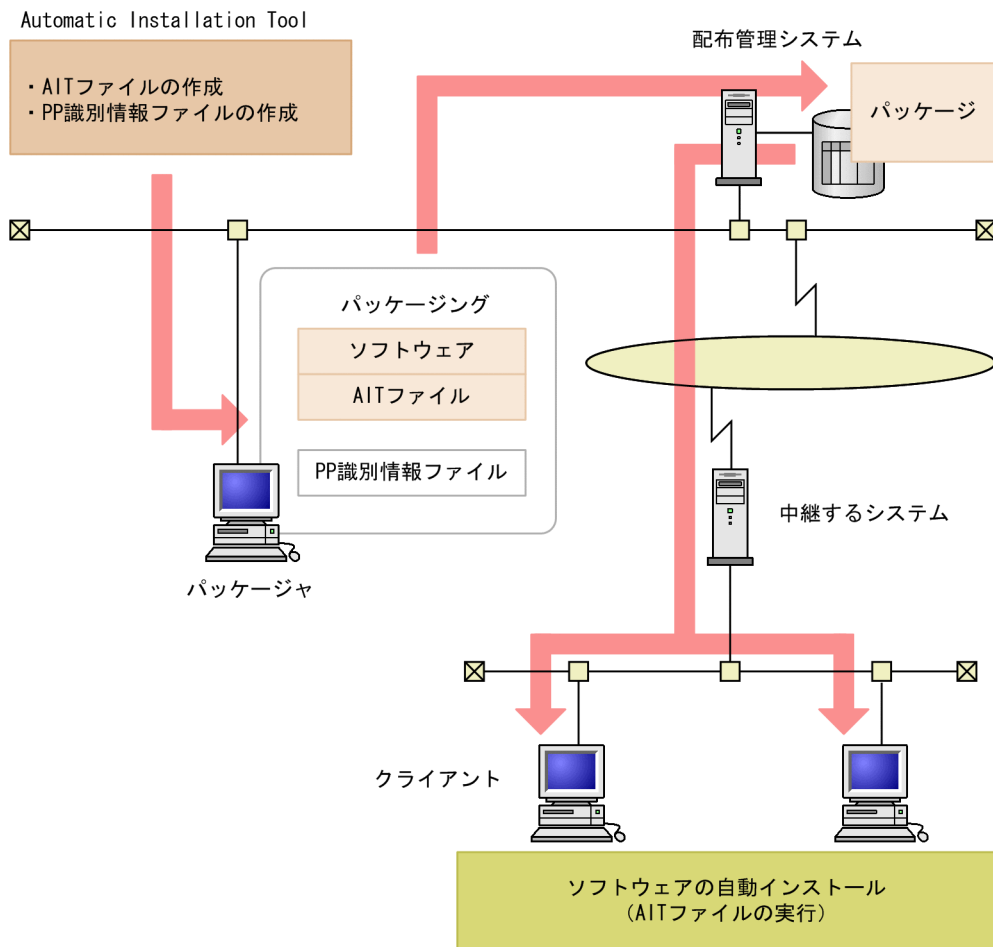 Automatic Installation Tool
・AITファイルの作成
・PP識別情報ファイルの作成
配布管理システム
パッケージ
パッケージング
ソフトウェア
AITファイル
PP識別情報ファイル
パッケージャ
中継するシステム
クライアント
ソフトウェアの自動インストール
(AITファイルの実行)